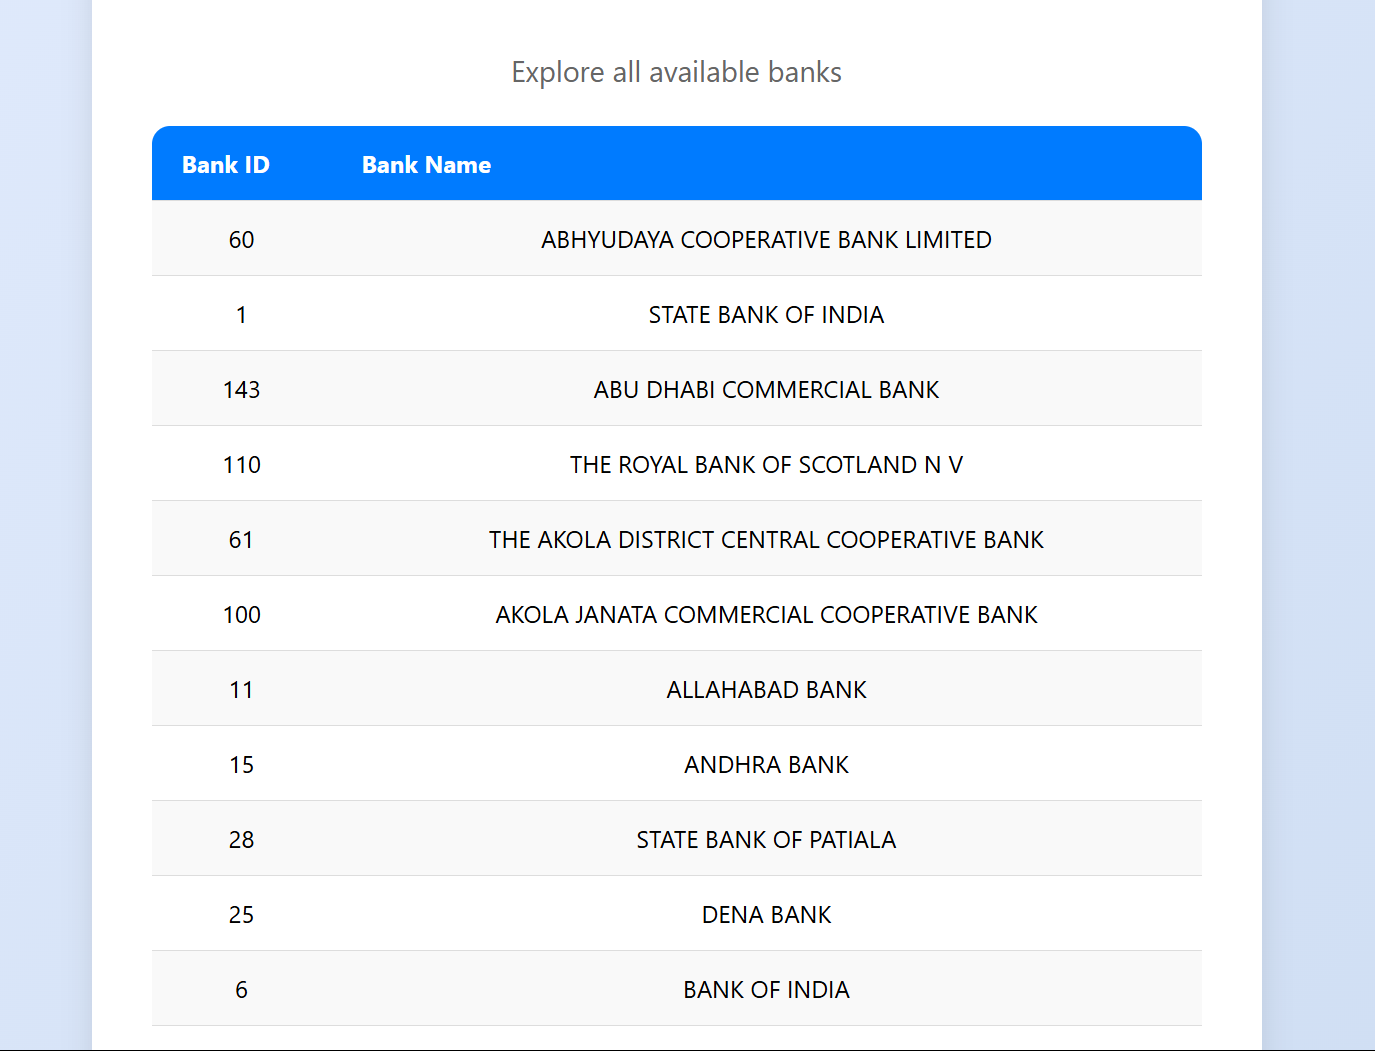 Explore all available banks
Bank ID Bank Name
60 ABHYUDAYA COOPERATIVE BANK LIMITED
1 STATE BANK OF INDIA
143 ABU DHABI COMMERCIAL BANK
110 THE ROYAL BANK OF SCOTLAND N V
61 THE AKOLA DISTRICT CENTRAL COOPERATIVE BANK
100 AKOLA JANATA COMMERCIAL COOPERATIVE BANK
11 ALLAHABAD BANK
15 ANDHRA BANK
28 STATE BANK OF PATIALA
25 DENA BANK
6 BANK OF INDIA